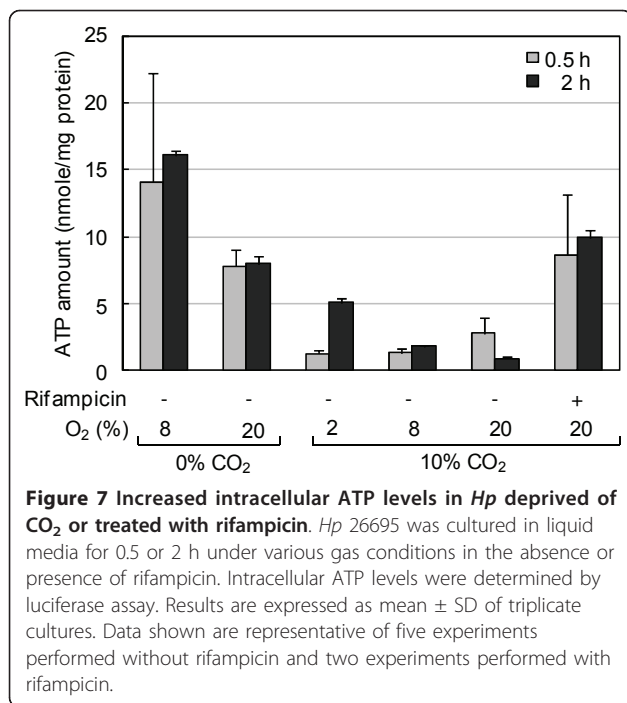 25
20
15
10
5
0
ATP amount (nmole/mg protein)
0.5 h
2 h
Rifampicin - - - - - +
O₂ (%) 8 20 2 8 20 20
0% CO₂ 10% CO₂
Figure 7 Increased intracellular ATP levels in Hp deprived of
CO₂ or treated with rifampicin. Hp 26695 was cultured in liquid
media for 0.5 or 2 h under various gas conditions in the absence or
presence of rifampicin. Intracellular ATP levels were determined by
luciferase assay. Results are expressed as mean ± SD of triplicate
cultures. Data shown are representative of five experiments
performed without rifampicin and two experiments performed with
rifampicin.